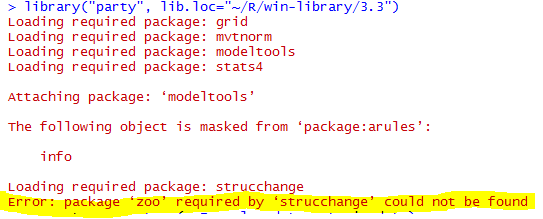 > library("party", lib.loc="~/R/win-library/3.3")
Loading required package: grid
Loading required package: mvtnorm
Loading required package: modeltools
Loading required package: stats4
Attaching package: ‘modeltools’
The following object is masked from ‘package:arules’:
info
Loading required package: strucchange
Error: package ‘zoo’ required by ‘strucchange’ could not be found